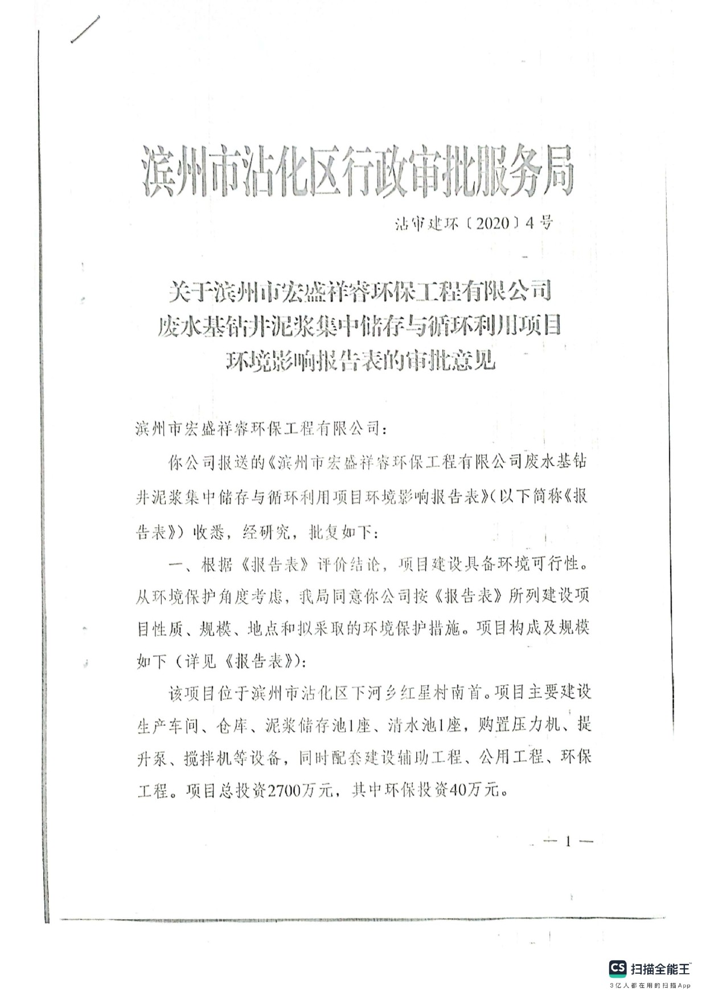 滨州市沾化区行政审批服务局
沾审建环〔2020〕4号
关于滨州市宏盛祥睿环保工程有限公司
废水基钻井泥浆集中储存与循环利用项目
环境影响报告表的审批意见
滨州市宏盛祥睿环保工程有限公司：
你公司报送的《滨州市宏盛祥睿环保工程有限公司废水基钻
井泥浆集中储存与循环利用项目环境影响报告表》（以下简称《报
告表》）收悉，经研究，批复如下：
一、根据《报告表》评价结论，项目建设具备环境可行性。
从环境保护角度考虑，我局同意你公司按《报告表》所列建设项
目性质、规模、地点和拟采取的环境保护措施。项目构成及规模
如下（详见《报告表》）：
该项目位于滨州市沾化区下河乡红星村南首。项目主要建设
生产车间、仓库、泥浆储存池1座、清水池1座，购置压力机、提
升泵、搅拌机等设备，同时配套建设辅助工程、公用工程、环保
工程。项目总投资2700万元，其中环保投资40万元。
— 1 —
CS 扫描全能王
3亿人都在用的扫描App